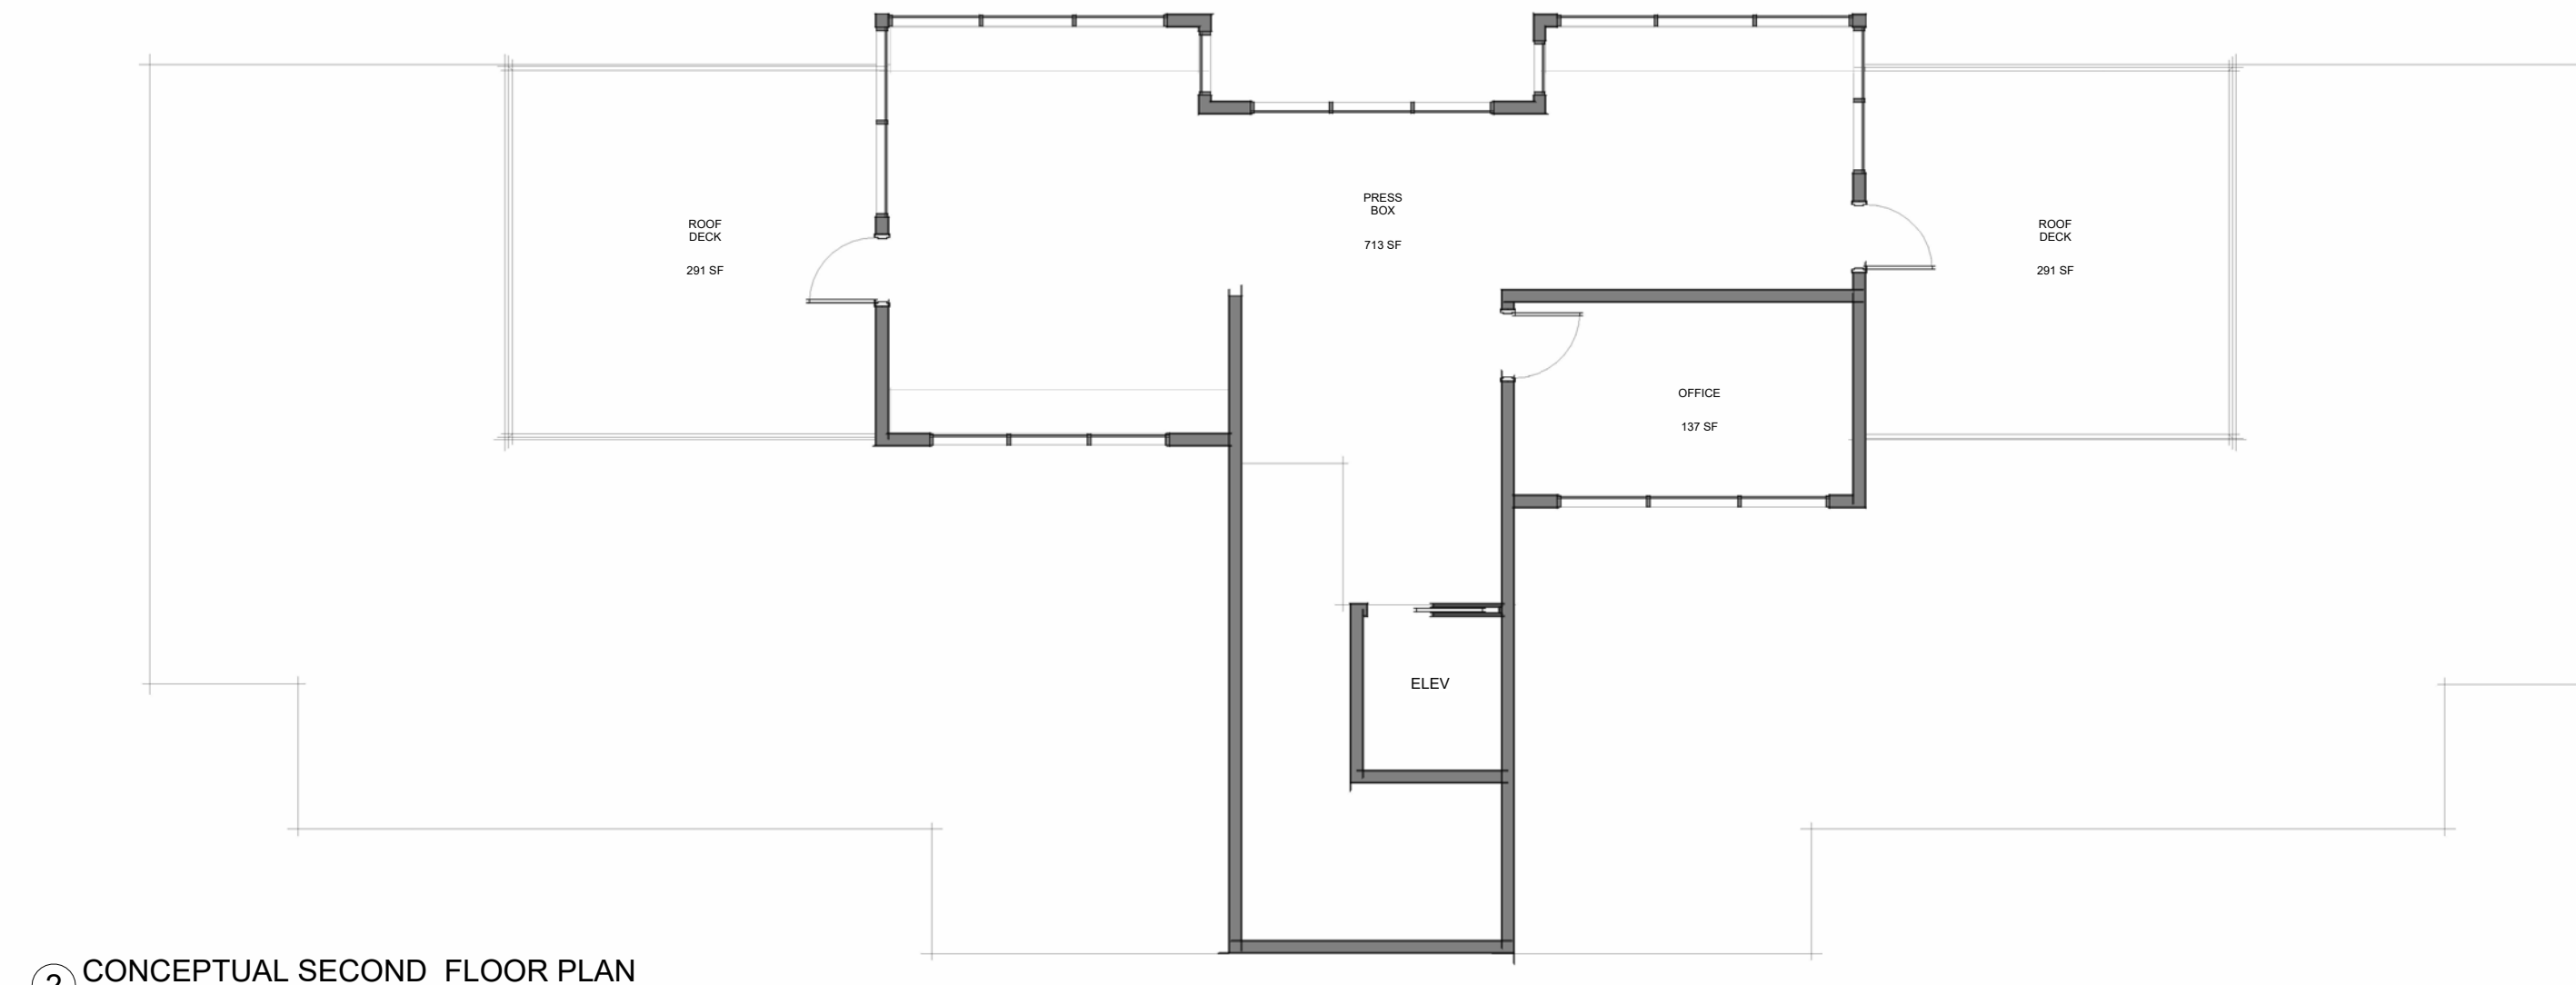 PRESS
BOX
713 SF
ROOF
DECK
291 SF
ROOF
DECK
291 SF
OFFICE
137 SF
ELEV
2
CONCEPTUAL SECOND FLOOR PLAN